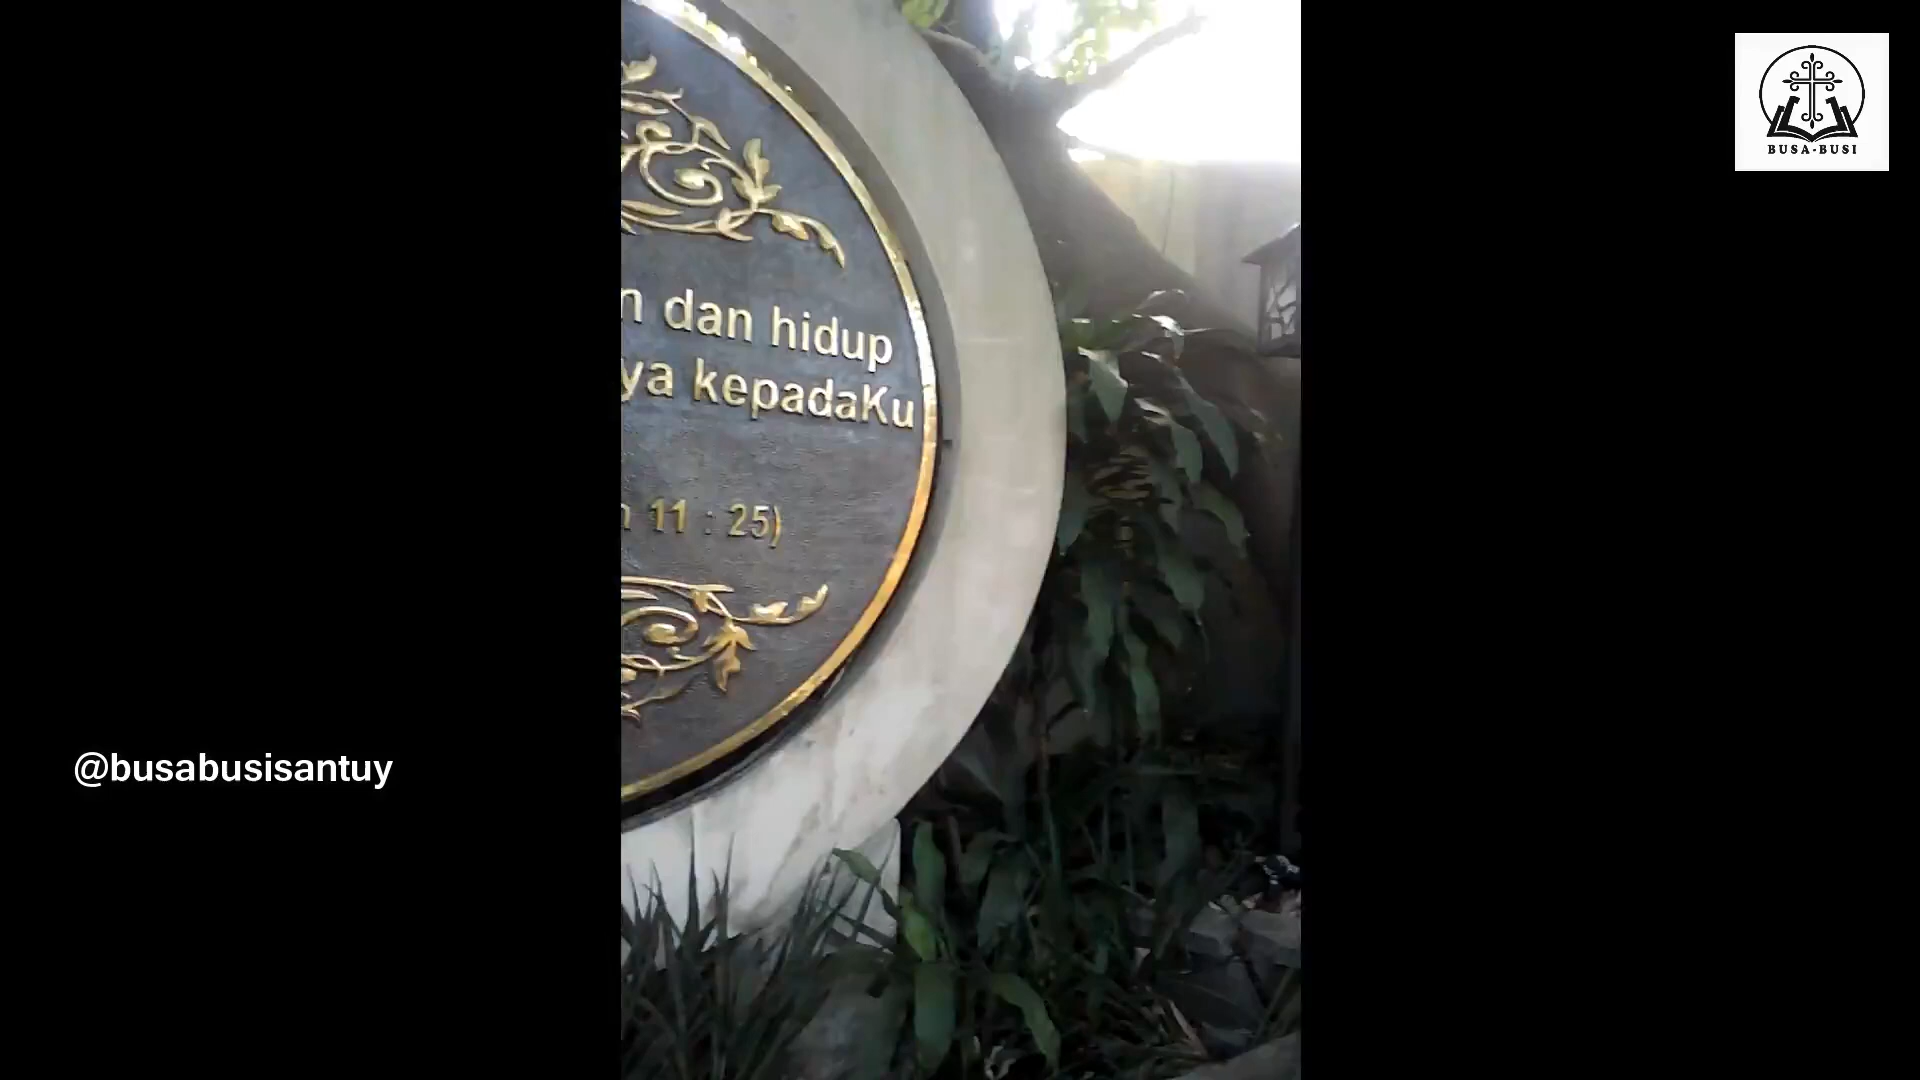 n dan hidup
ya kepadaKu
n 11 : 25)
@busabusisantuy
BUSA-BUSI